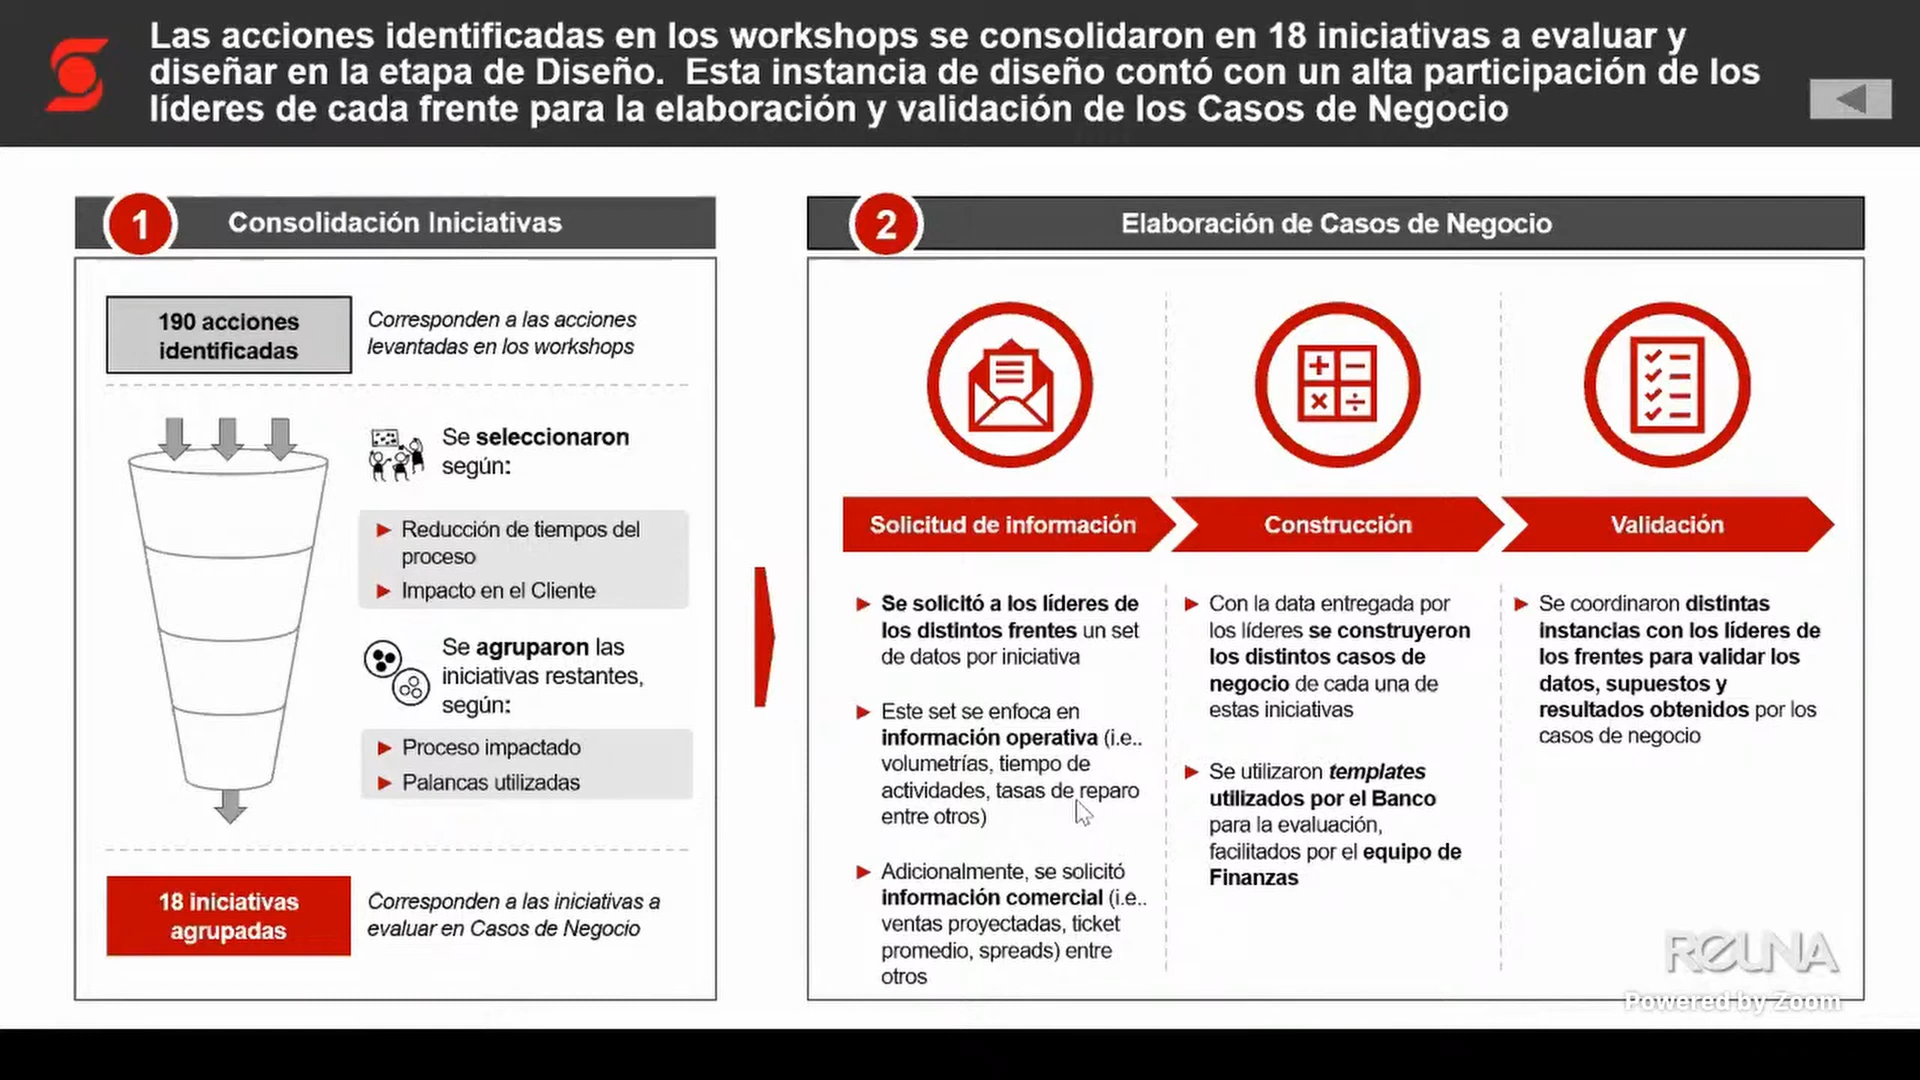 Las acciones identificadas en los workshops se consolidaron en 18 iniciativas a evaluar y
diseñar en la etapa de Diseño. Esta instancia de diseño contó con un alta participación de los
líderes de cada frente para la elaboración y validación de los Casos de Negocio
1
Consolidación Iniciativas
190 acciones
identificadas
Corresponden a las acciones
levantadas en los workshops
Se seleccionaron
según:
Reducción de tiempos del
proceso
Impacto en el Cliente
Se agruparon las
iniciativas restantes,
según:
Proceso impactado
Palancas utilizadas
18 iniciativas
agrupadas
Corresponden a las iniciativas a
evaluar en Casos de Negocio
2
Elaboración de Casos de Negocio
Solicitud de información
Se solicitó a los líderes de
los distintos frentes un set
de datos por iniciativa
Este set se enfoca en
información operativa (i.e..
volumetrías, tiempo de
actividades, tasas de reparo
entre otros)
Adicionalmente, se solicitó
información comercial (i.e..
ventas proyectadas, ticket
promedio, spreads) entre
otros
Construcción
Con la data entregada por
los líderes se construyeron
los distintos casos de
negocio de cada una de
estas iniciativas
Se utilizaron templates
utilizados por el Banco
para la evaluación,
facilitados por el equipo de
Finanzas
Validación
Se coordinaron distintas
instancias con los líderes de
los frentes para validar los
datos, supuestos y
resultados obtenidos por los
casos de negocio
REUNA
Powered by Zoom